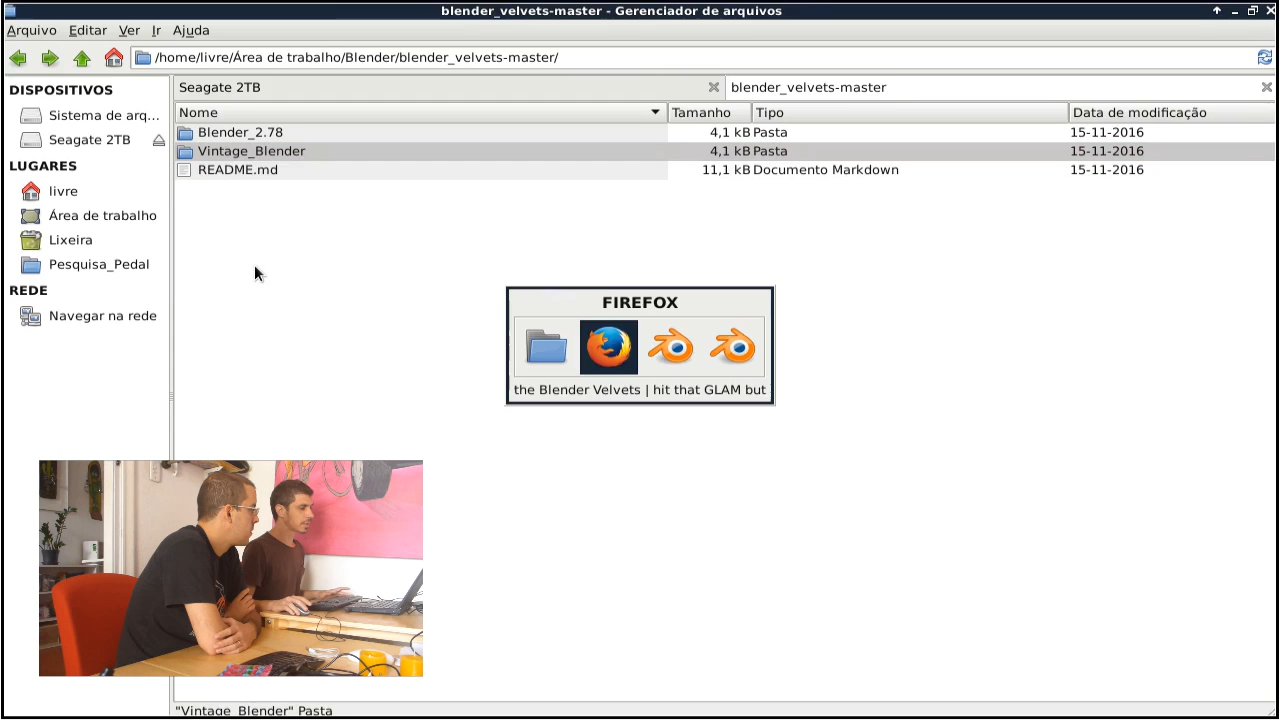 blender_velvets-master - Gerenciador de arquivos
Arquivo Editar Ver Ir Ajuda
/home/livre/Área de trabalho/Blender/blender_velvets-master/
DISPOSITIVOS
Sistema de arq...
Seagate 2TB
LUGARES
livre
Área de trabalho
Lixeira
Pesquisa_Pedal
REDE
Navegar na rede
Seagate 2TB
blender_velvets-master
Nome Tamanho Tipo Data de modificação
Blender_2.78 4,1 kB Pasta 15-11-2016
Vintage_Blender 4,1 kB Pasta 15-11-2016
README.md 11,1 kB Documento Markdown 15-11-2016
FIREFOX
the Blender Velvets | hit that GLAM but
"Vintage_Blender" Pasta